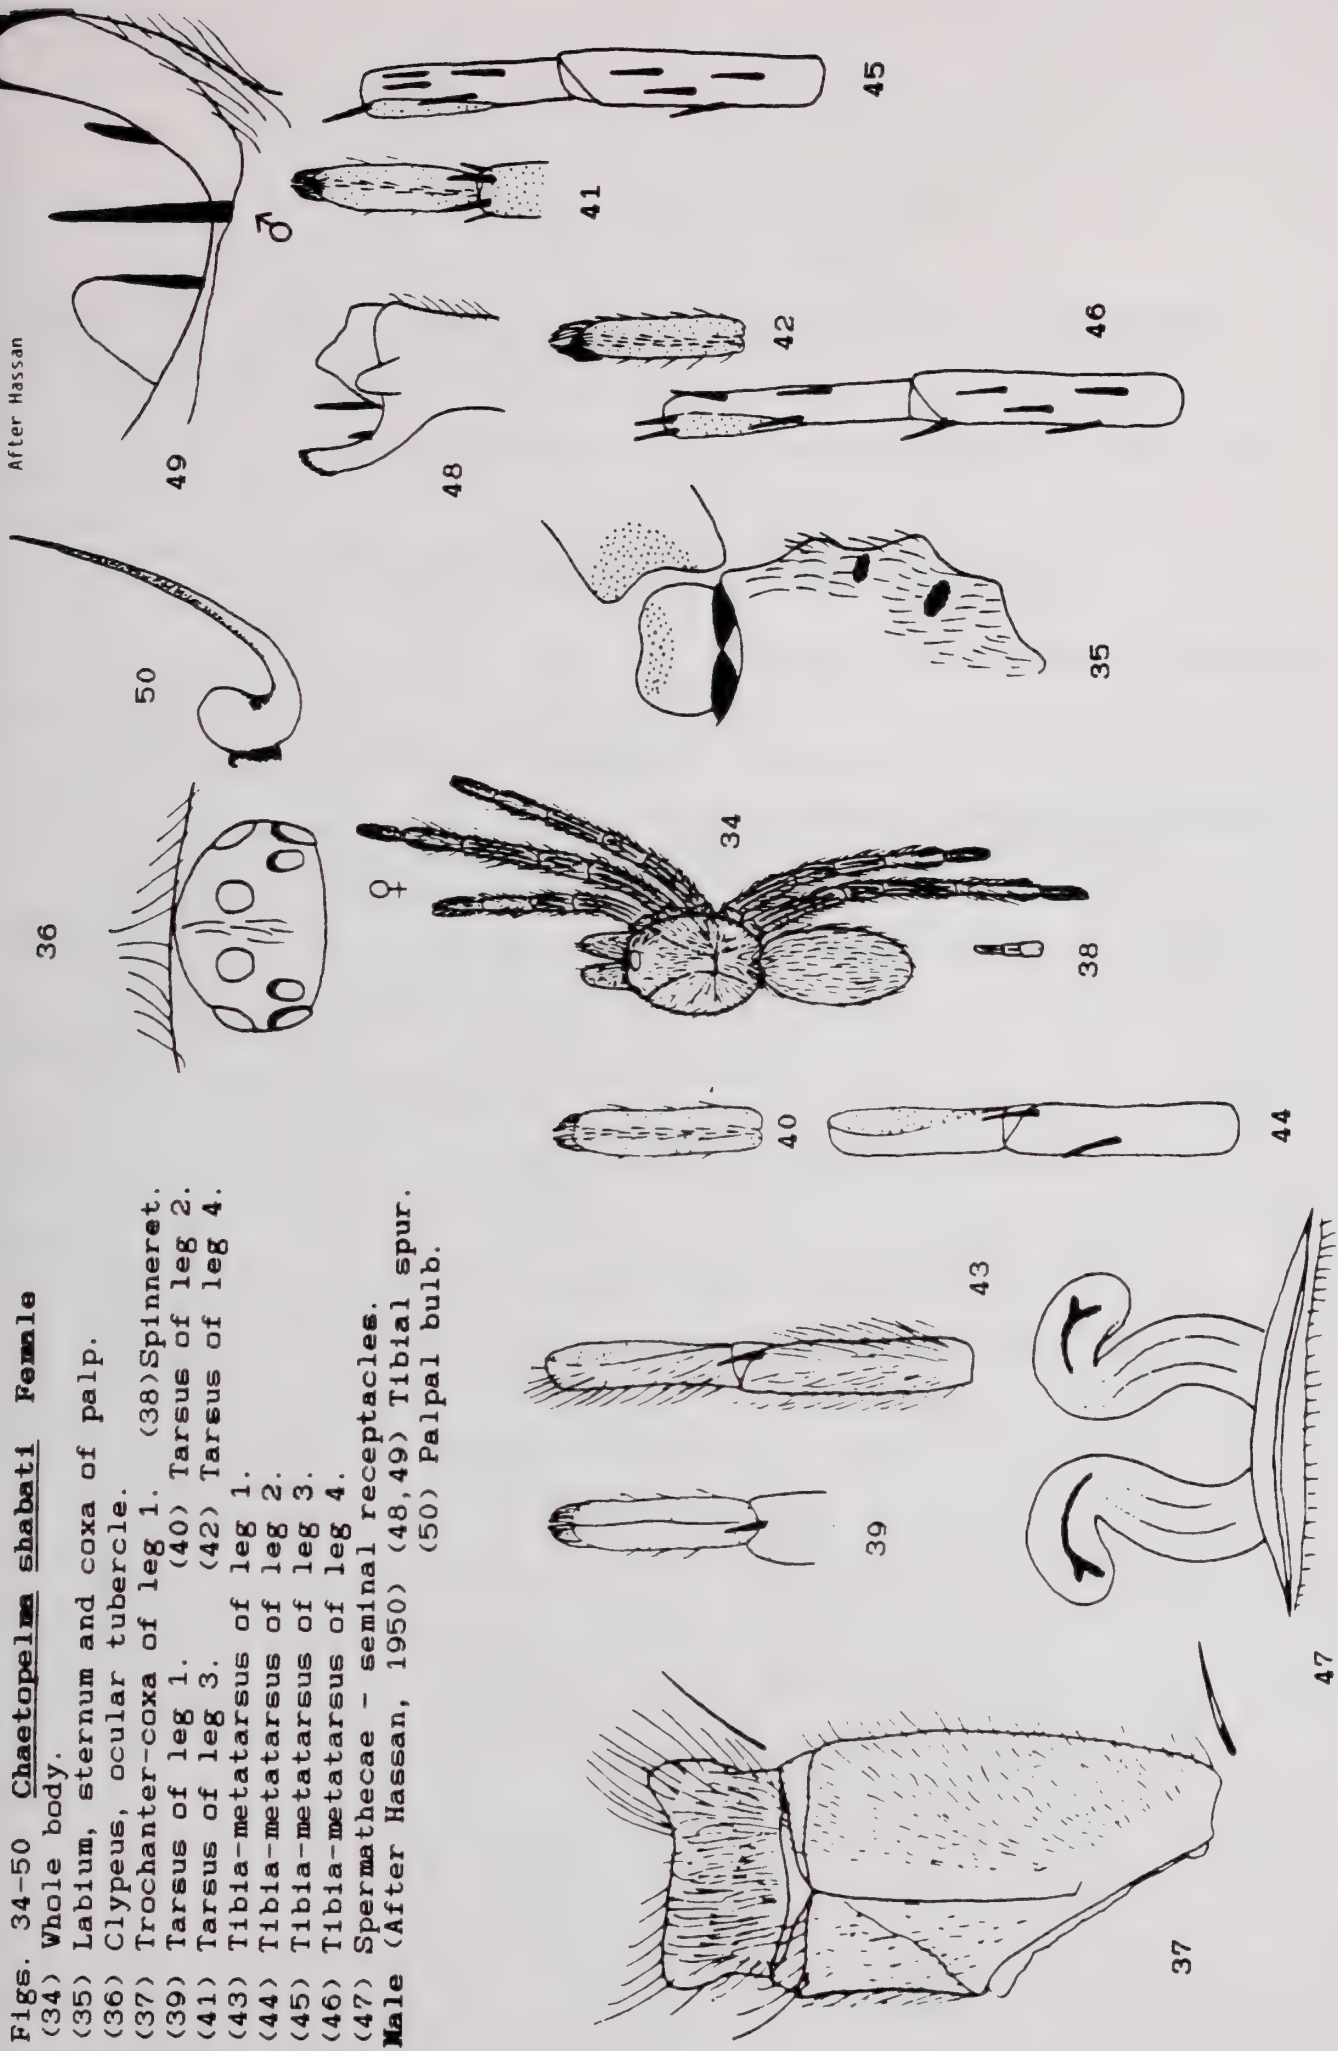 Figs. 34-50 Chaetopelma shabati Female
(34) Whole body.
(35) Labium, sternum and coxa of palp.
(36) Clypeus, ocular tubercle.
(37) Trochanter-coxa of leg 1. (38)Spinneret.
(39) Tarsus of leg 1. (40) Tarsus of leg 2.
(41) Tarsus of leg 3. (42) Tarsus of leg 4.
(43) Tibia-metatarsus of leg 1.
(44) Tibia-metatarsus of leg 2.
(45) Tibia-metatarsus of leg 3.
(46) Tibia-metatarsus of leg 4.
(47) Spermathecae - seminal receptacles.
Male (After Hassan, 1950) (48,49) Tibial spur.
(50) Palpal bulb.
After Hassan
36
50
49
♂
48
41
45
42
46
♀
34
35
38
40
44
43
39
47
37